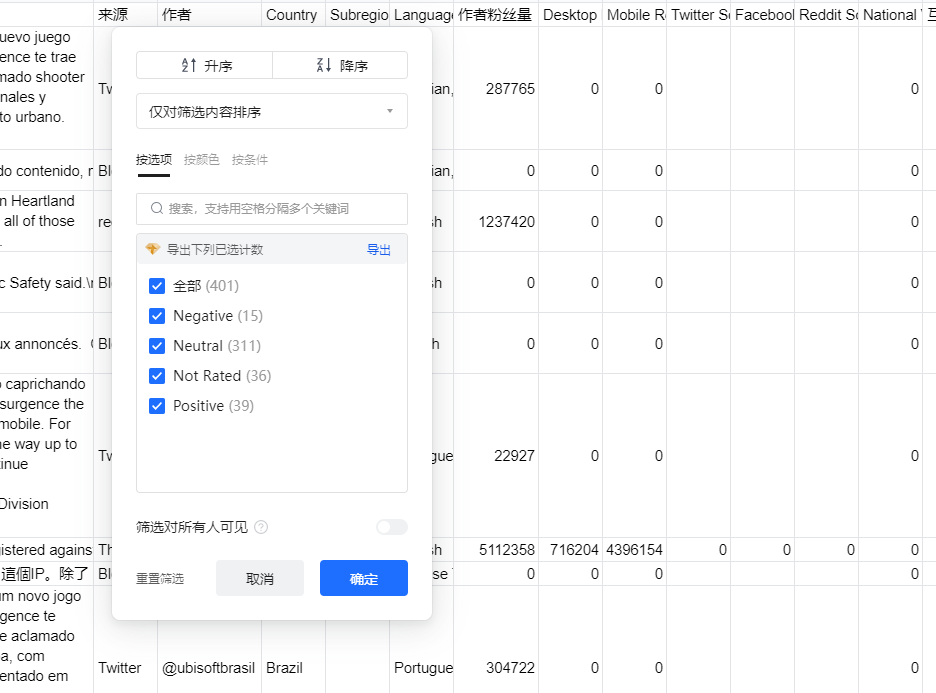 来源 作者 Country Subregio Language 作者粉丝量 Desktop Mobile Re Twitter So Facebool Reddit So National
uevo juego
ence te trae
mado shooter
nales y
to urbano.
Tw ian, 287765 0 0 0
do contenido, r Bl ian, 0 0 0 0
n Heartland
all of those
re sh 1237420 0 0 0
c Safety said.\r Bl sh 0 0 0 0
ux annoncés. Bl h 0 0 0 0
o caprichando
surgence the
mobile. For
he way up to
tinue
Division
Tw gue 22927 0 0 0
gistered agains Th sh 5112358 716204 4396154 0 0 0 0
這個IP。除了 Bl se 0 0 0 0
um novo jogo
gence te
e aclamado
a, com
entado em
Twitter @ubisoftbrasil Brazil Portugue 304722 0 0 0
升序 降序
仅对筛选内容排序
按选项 按颜色 按条件
搜索，支持用空格分隔多个关键词
导出下列已选计数 导出
全部 (401)
Negative (15)
Neutral (311)
Not Rated (36)
Positive (39)
筛选对所有人可见
重置筛选 取消 确定